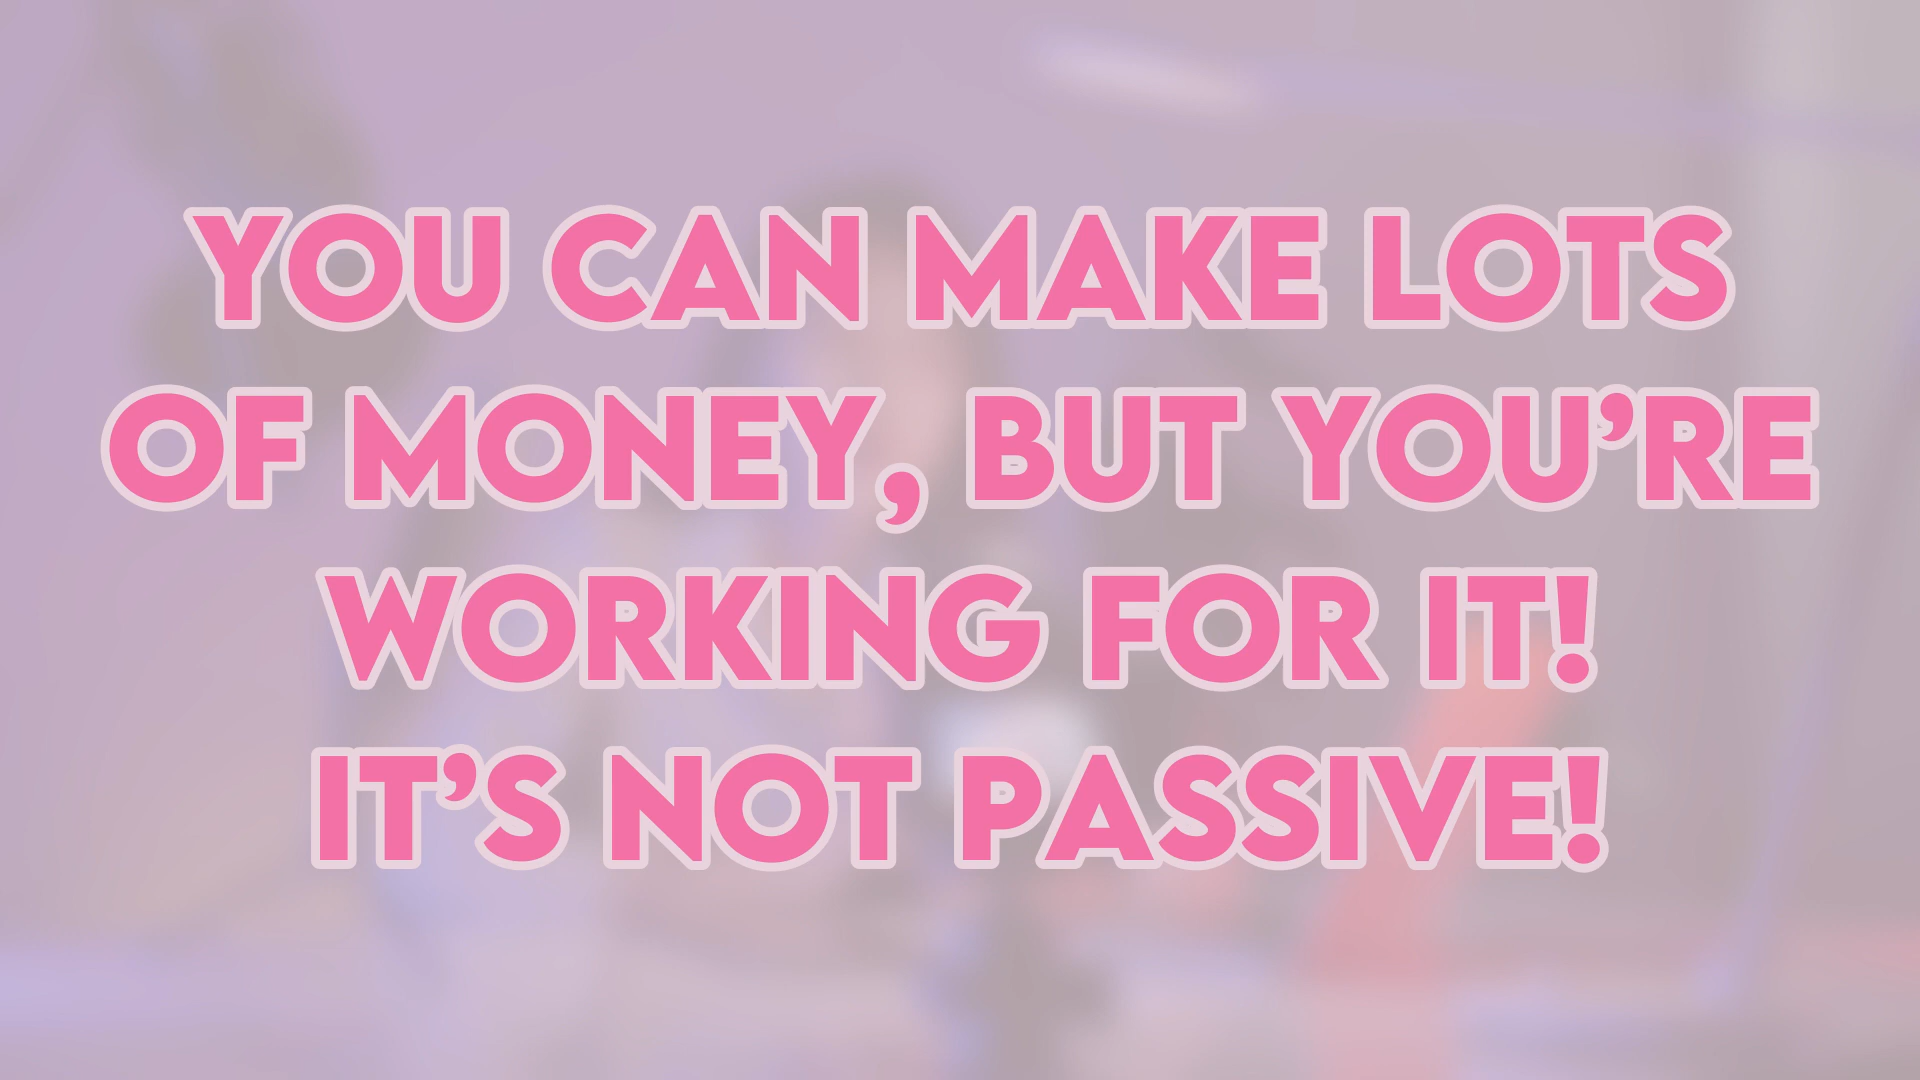 YOU CAN MAKE LOTS
OF MONEY, BUT YOU’RE
WORKING FOR IT!
IT’S NOT PASSIVE!